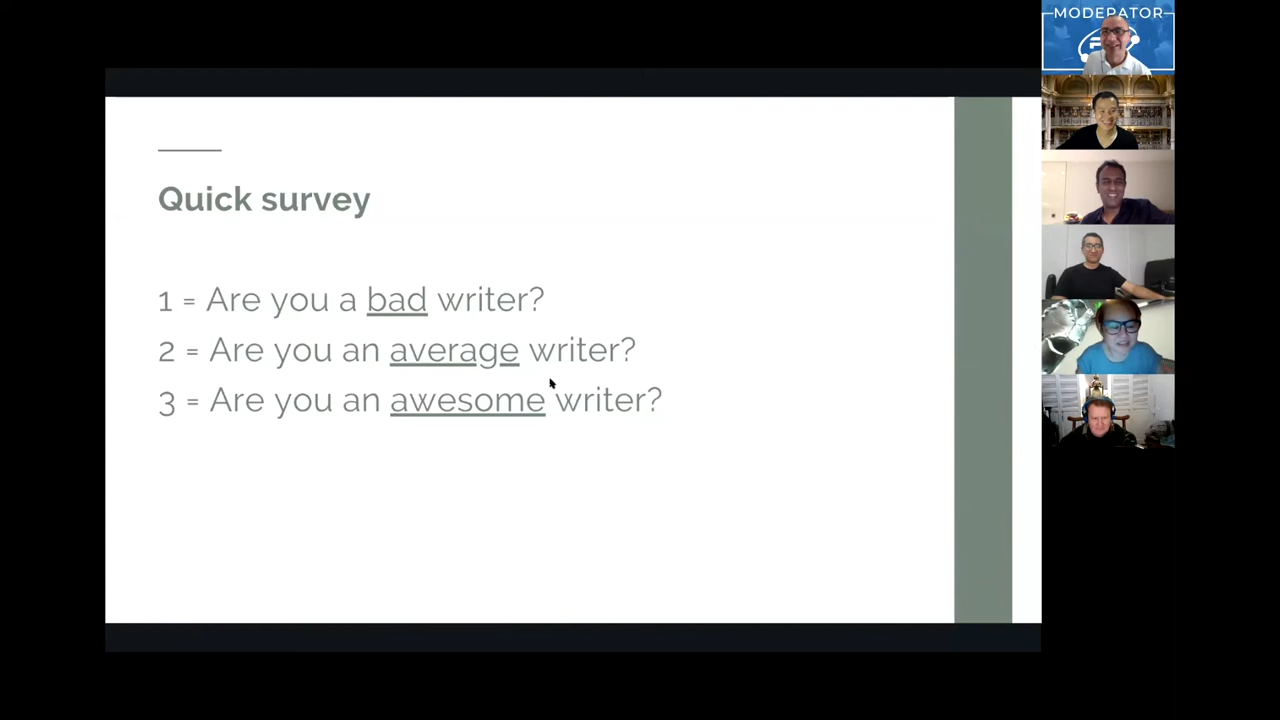 Quick survey
1 = Are you a bad writer?
2 = Are you an average writer?
3 = Are you an awesome writer?
MODERATOR